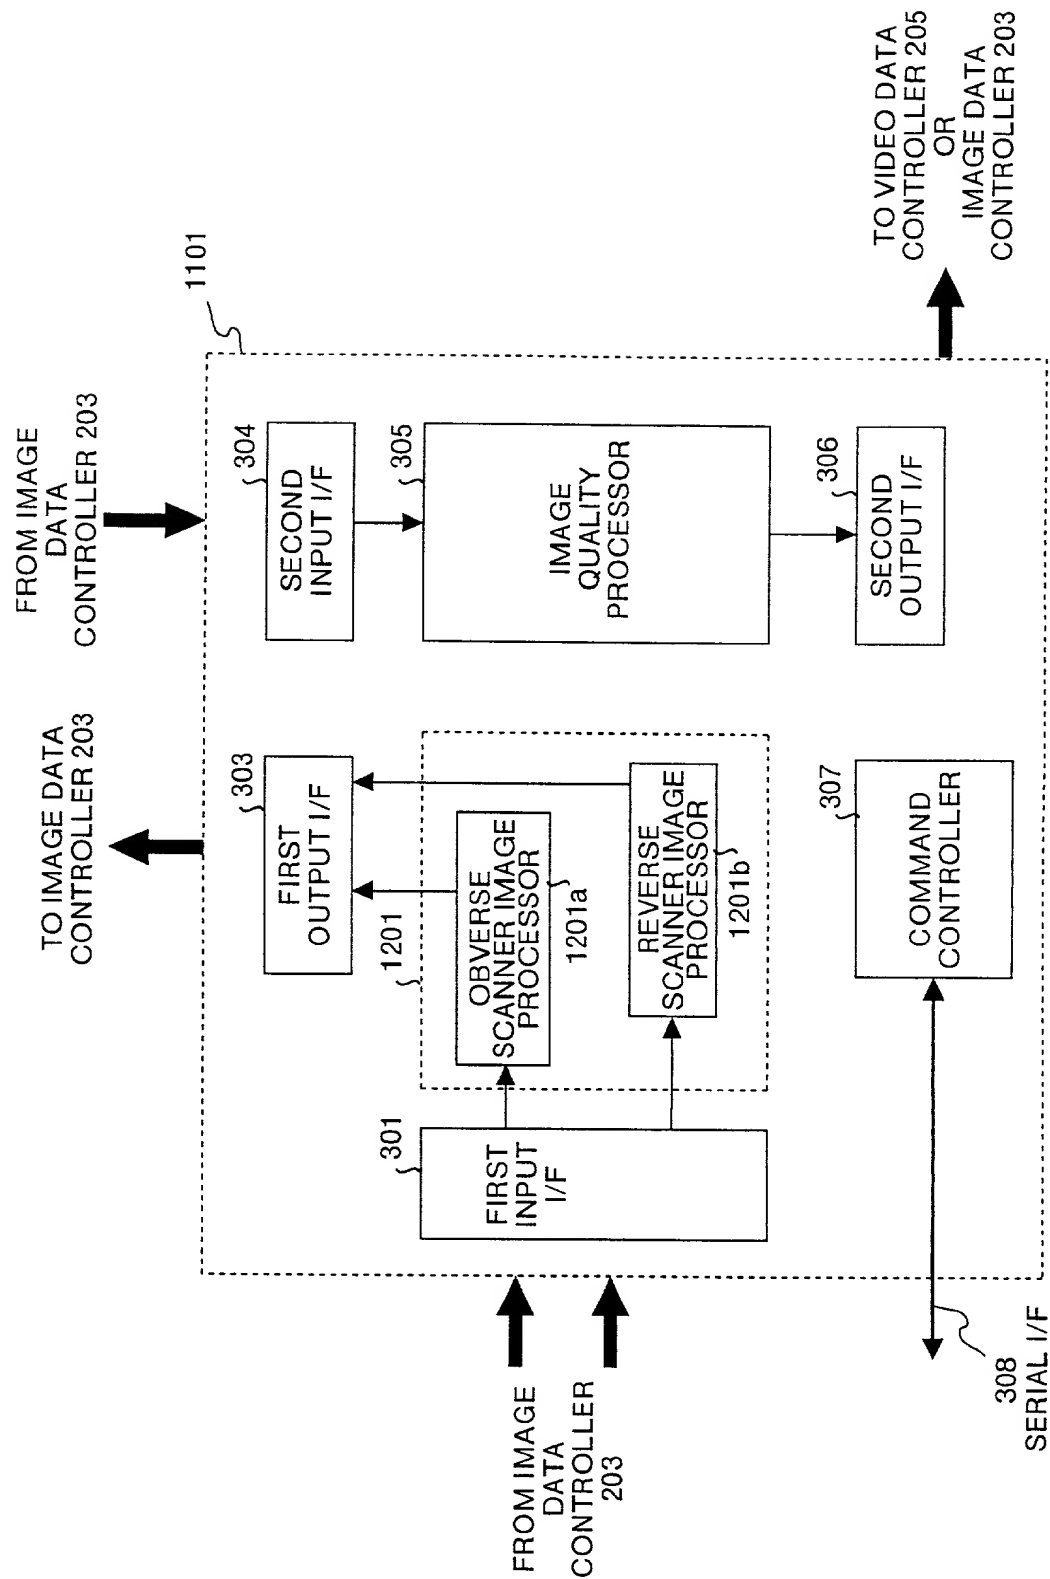 FROM IMAGE
DATA
CONTROLLER 203
TO IMAGE DATA
CONTROLLER 203
1101
304
SECOND
INPUT I/F
305
IMAGE
QUALITY
PROCESSOR
306
SECOND
OUTPUT I/F
TO VIDEO DATA
CONTROLLER 205
OR
IMAGE DATA
CONTROLLER 203
303
FIRST
OUTPUT I/F
1201
OBVERSE
SCANNER IMAGE
PROCESSOR
1201a
REVERSE
SCANNER IMAGE
PROCESSOR
1201b
307
COMMAND
CONTROLLER
301
FIRST
INPUT
I/F
FROM IMAGE
DATA
CONTROLLER
203
308
SERIAL I/F